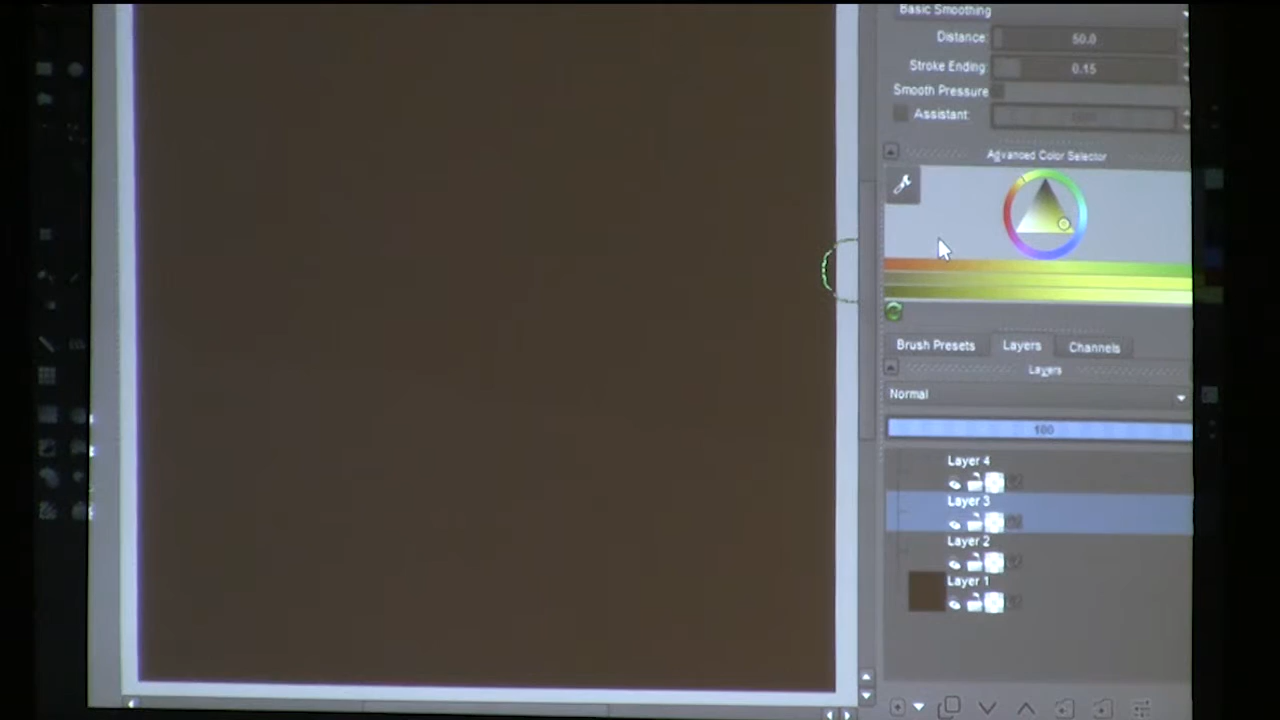 Basic Smoothing
Distance: 50.0
Stroke Ending: 0.15
Smooth Pressure
Assistant:
Advanced Color Selector
Brush Presets Layers Channels
Layers
Normal
100
Layer 4
Layer 3
Layer 2
Layer 1